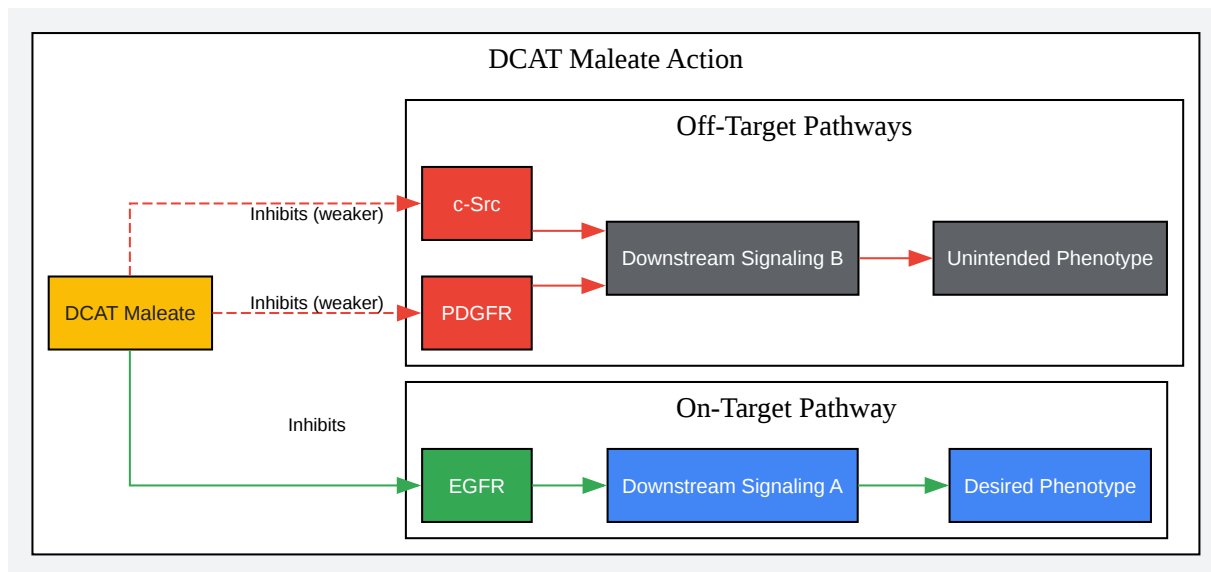 DCAT Maleate Action
Off-Target Pathways
c-Src
Inhibits (weaker)
Downstream Signaling B
Unintended Phenotype
Inhibits (weaker)
DCAT Maleate
PDGFR
On-Target Pathway
Inhibits
EGFR
Downstream Signaling A
Desired Phenotype